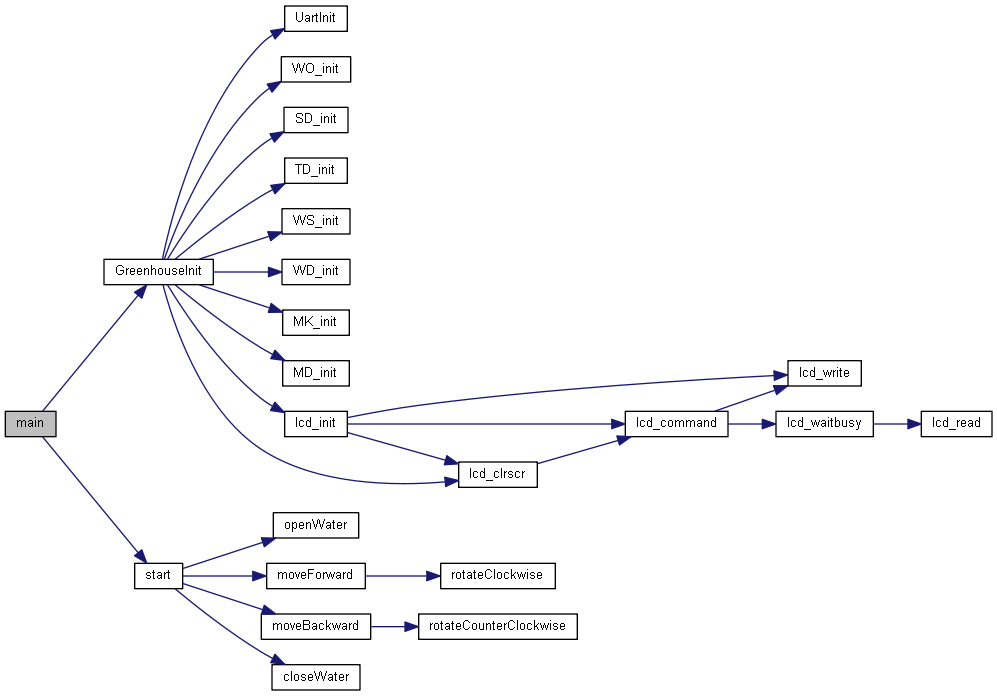 UartInit
WO_init
SD_init
TD_init
WS_init
GreenhouseInit
WD_init
MK_init
MD_init
lcd_write
main
lcd_init
lcd_command
lcd_waitbusy
lcd_read
lcd_clrscr
openWater
start
moveForward
rotateClockwise
moveBackward
rotateCounterClockwise
closeWater